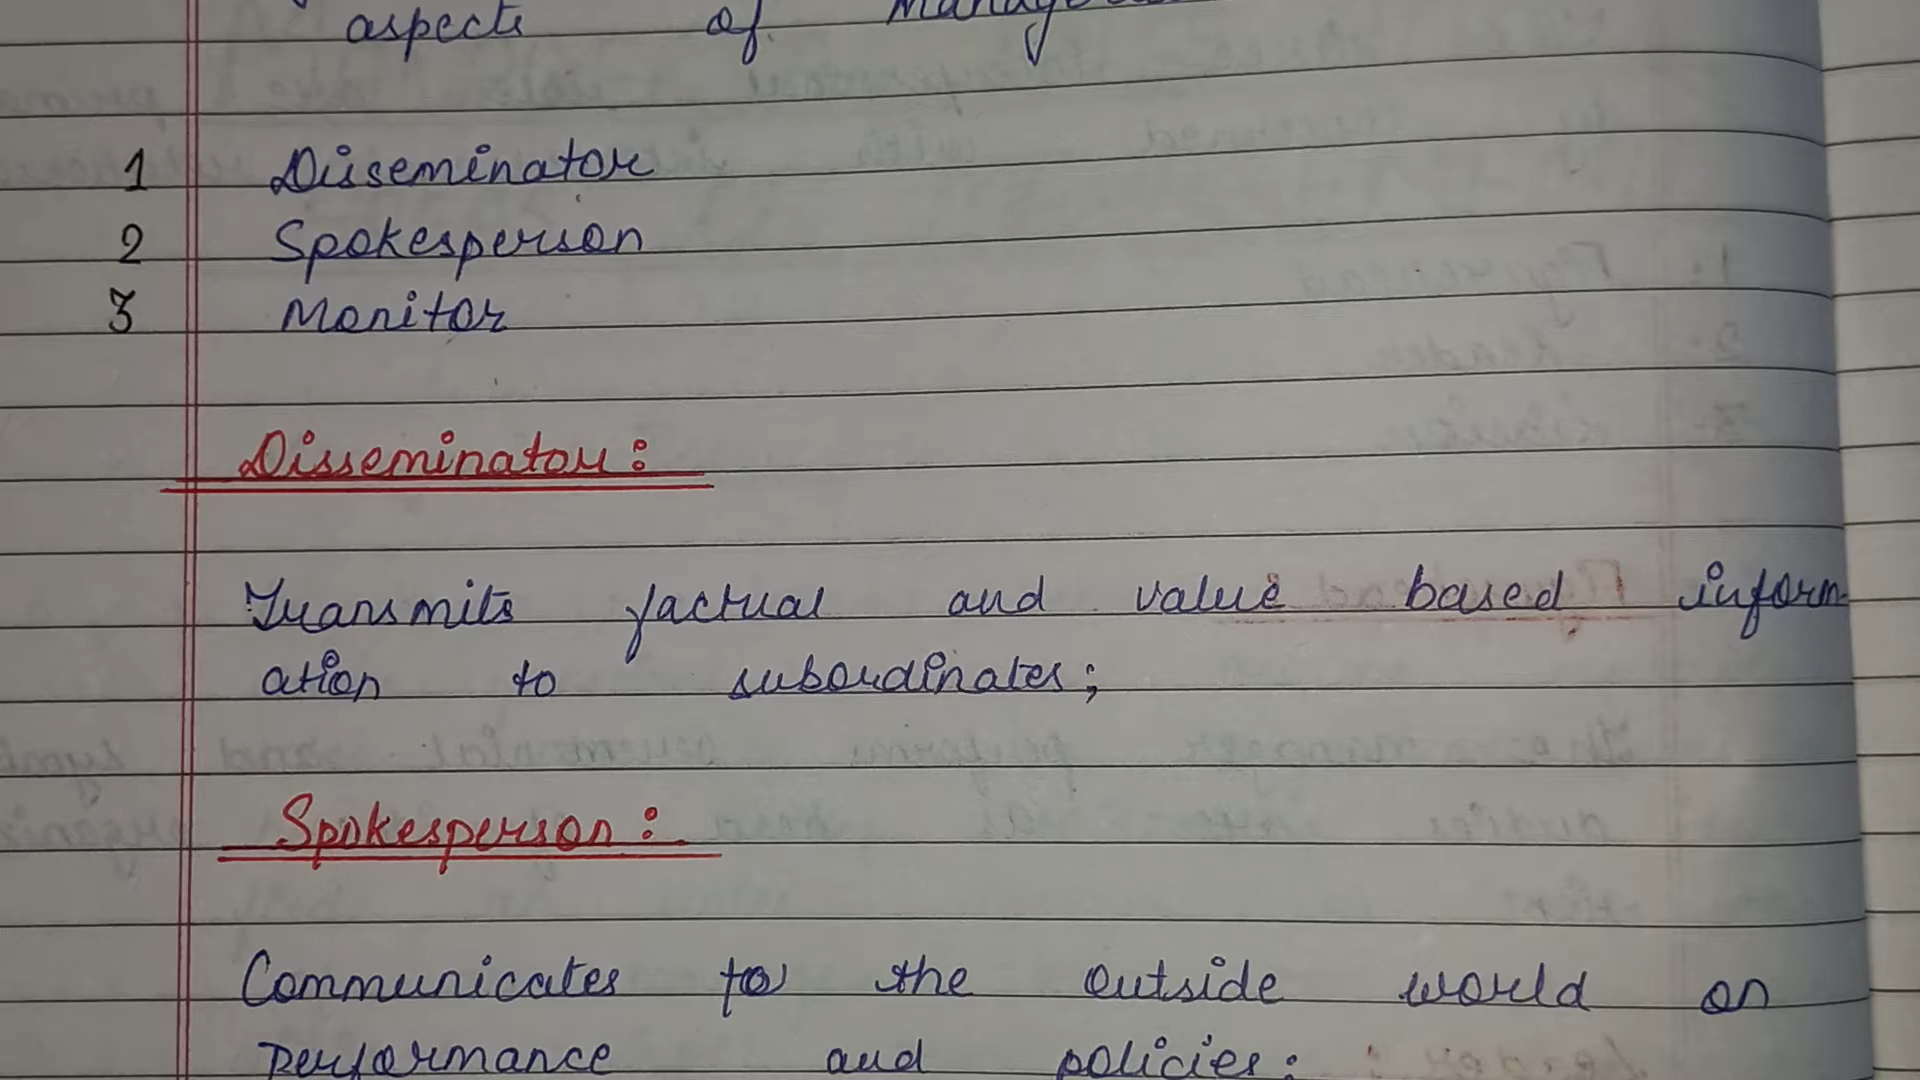 aspects of
1 Disseminator
2 Spokesperson
3 Monitor
Disseminator:
Transmits factual and value based inform
ation to subordinates;
Spokesperson:
Communicates to the outside world on
performance and policies;